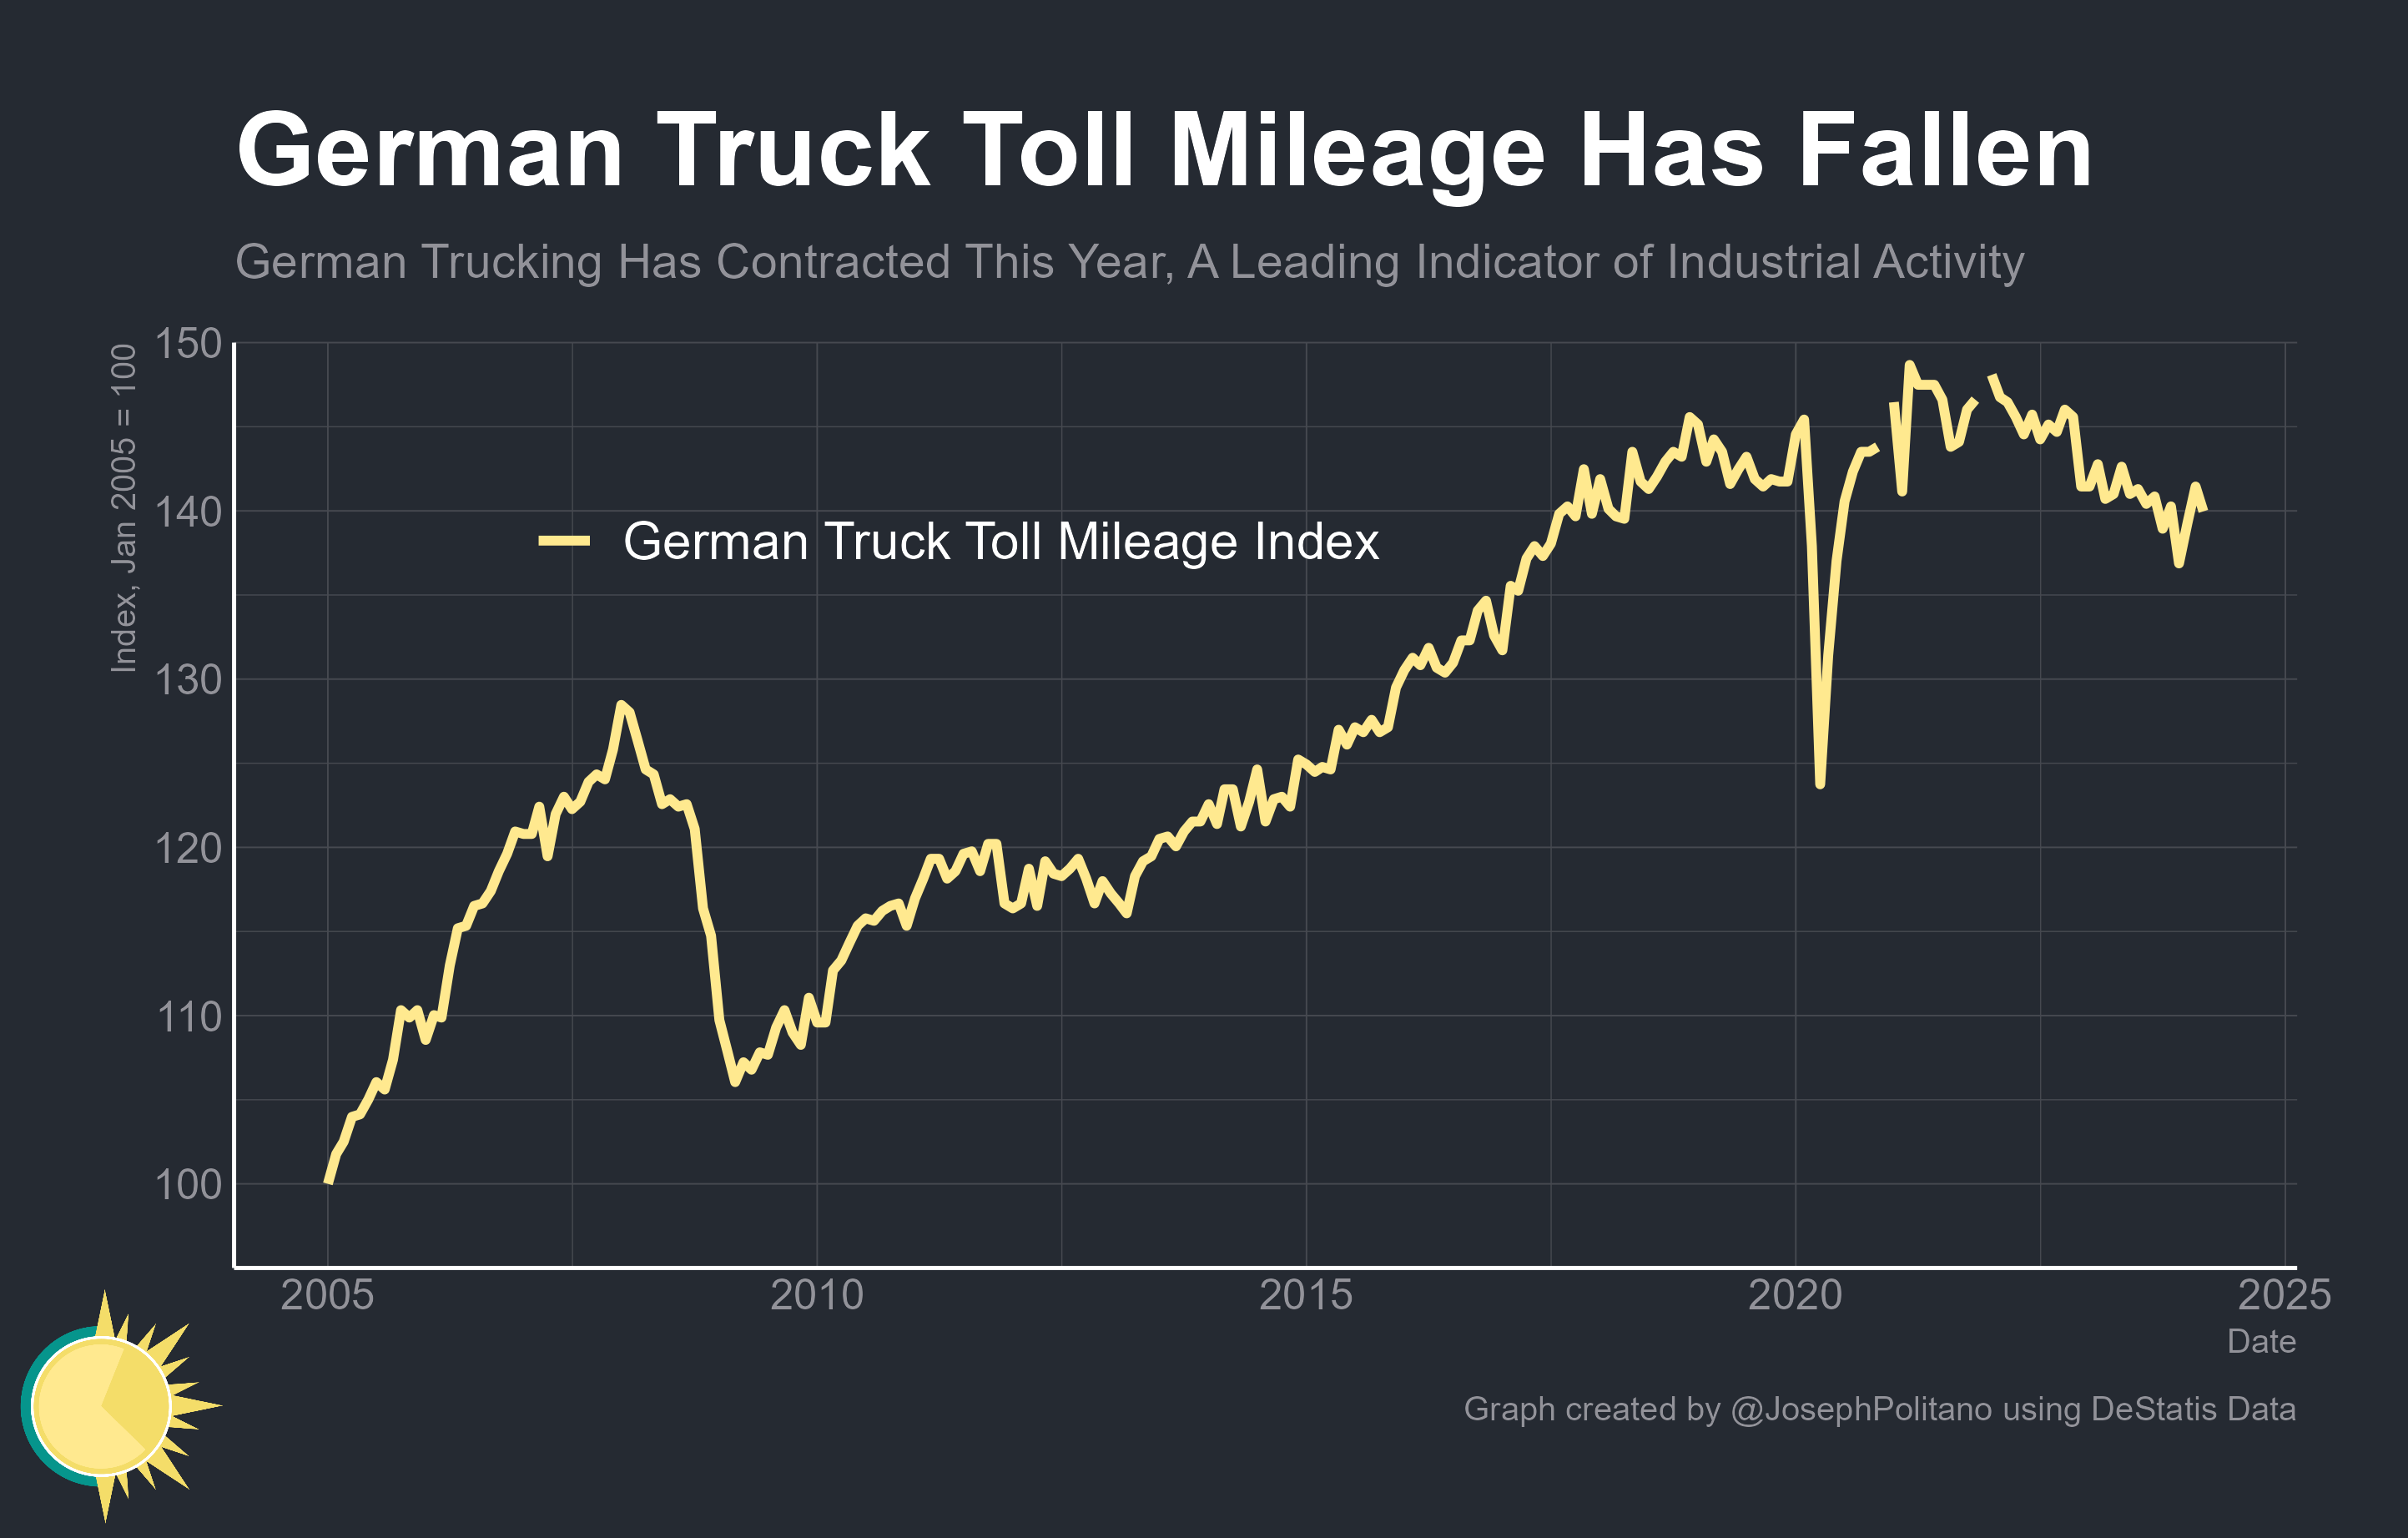 German Truck Toll Mileage Has Fallen
German Trucking Has Contracted This Year, A Leading Indicator of Industrial Activity
Index, Jan 2005 = 100
150
140
130
120
110
100
German Truck Toll Mileage Index
2005 2010 2015 2020 2025
Date
Graph created by @JosephPolitano using DeStatis Data